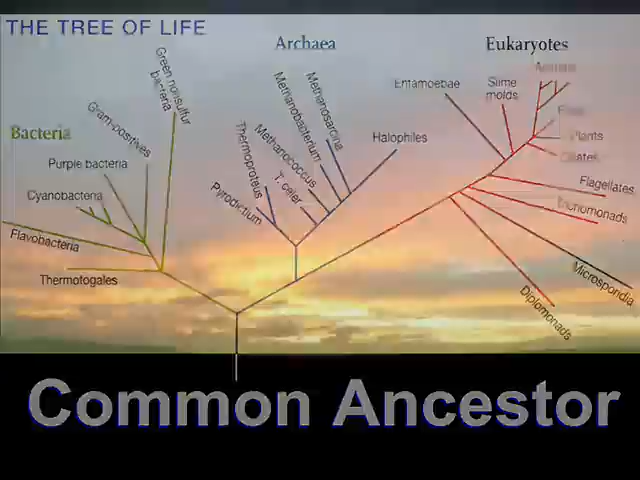 THE TREE OF LIFE
Bacteria
Archaea
Eukaryotes
Green nonsulfur
bacteria
Gram-positives
Purple bacteria
Cyanobacteria
Flavobacteria
Thermotogales
Methanosarcina
Methanobacterium
Methanococcus
Thermoproteus
T. celer
Pyrodictium
Halophiles
Entamoebae
Slime
molds
Animals
Fungi
Plants
Ciliates
Flagellates
Trichomonads
Microsporidia
Diplomonads
Common Ancestor